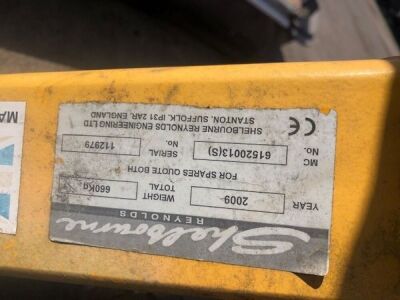 Shelbourne
REYNOLDS
YEAR 2009 TOTAL WEIGHT 660Kg
FOR SPARES QUOTE BOTH
MC No. 61520013(S) SERIAL No. 112979
SHELBOURNE REYNOLDS ENGINEERING LTD
STANTON, SUFFOLK, IP31 2AR, ENGLAND
CE
MA